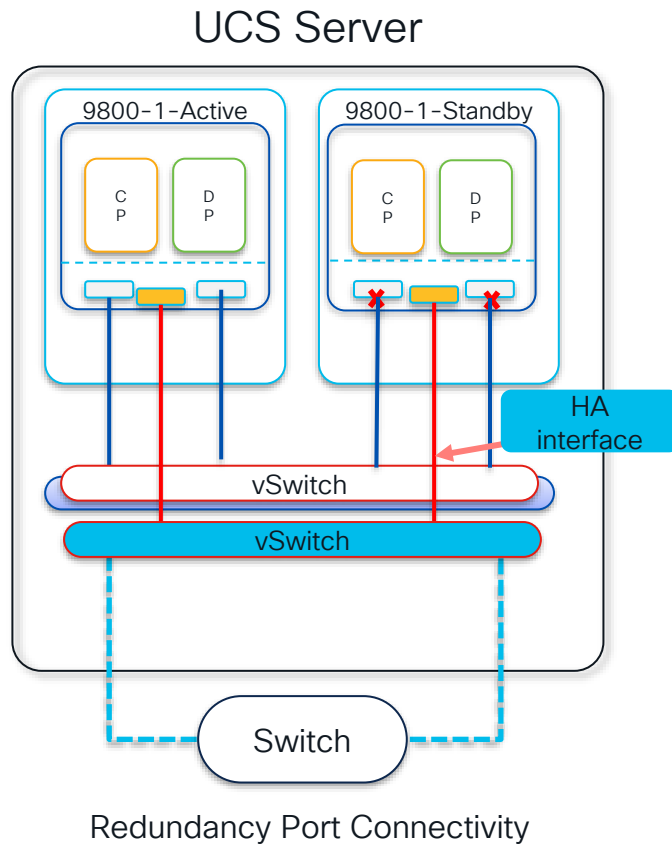 UCS Server
9800-1-Active
9800-1-Standby
C
P
D
P
C
P
D
P
HA
interface
vSwitch
vSwitch
Switch
Redundancy Port Connectivity